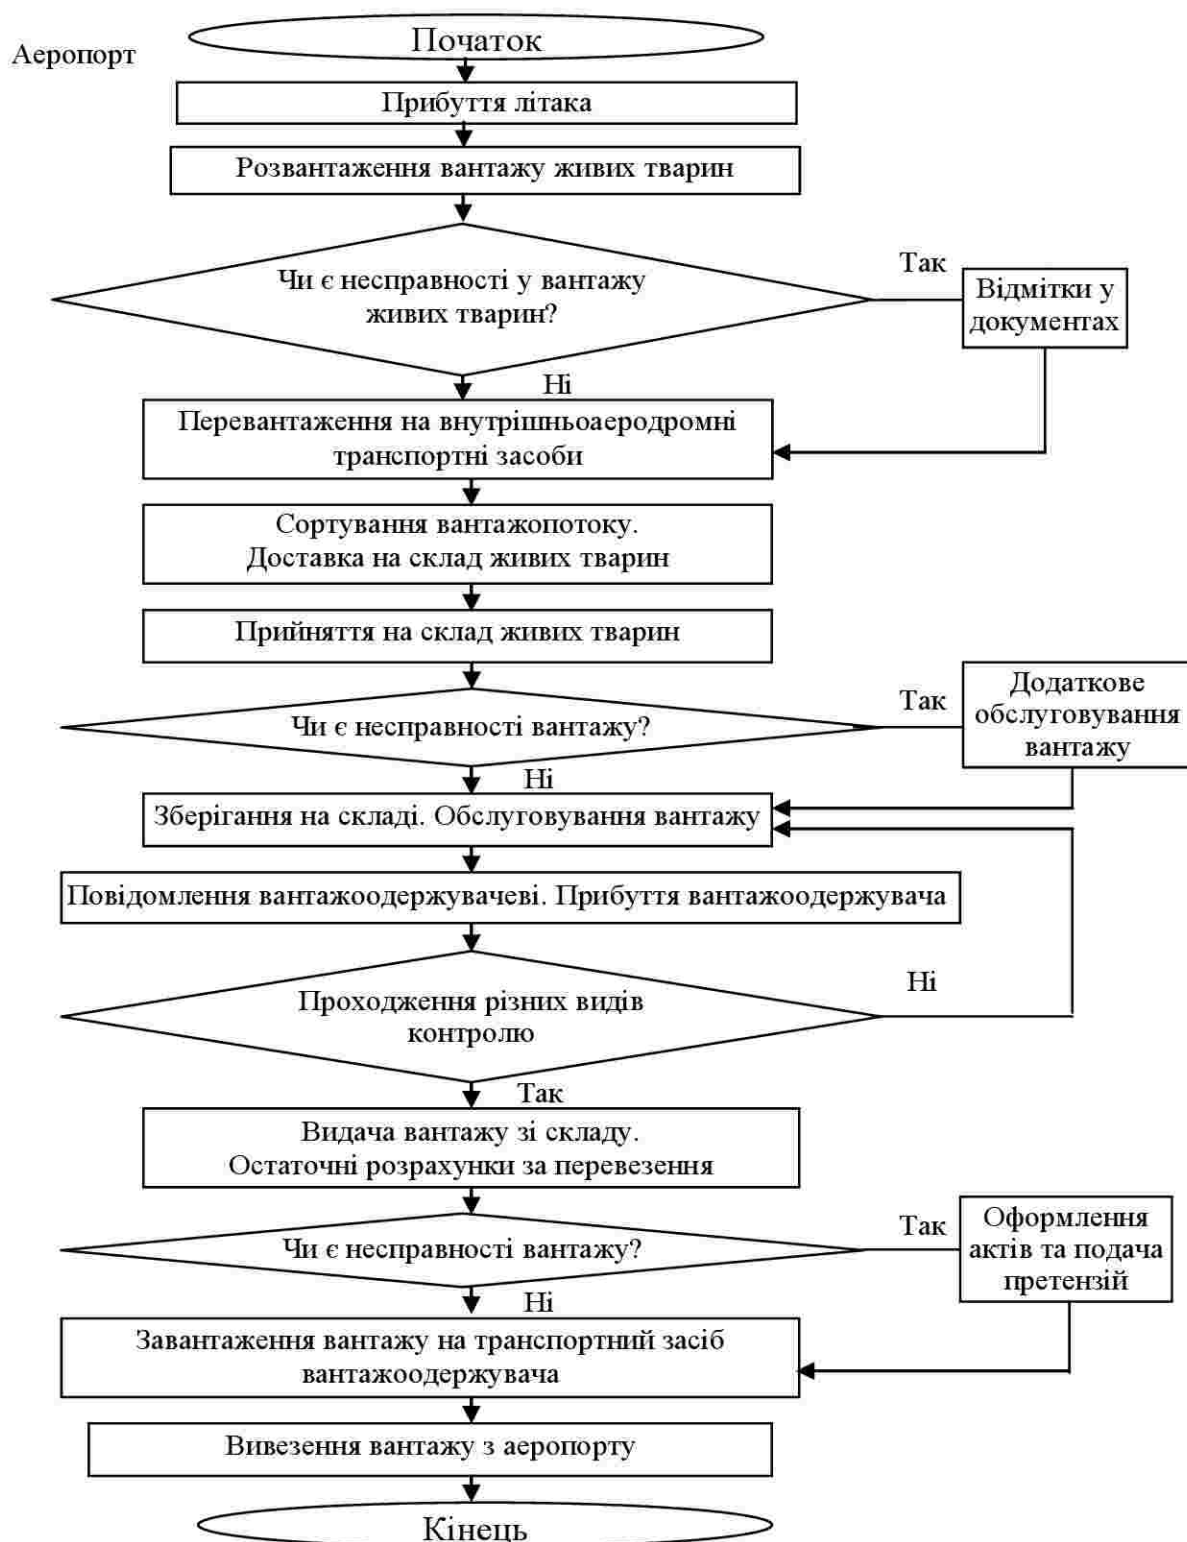 Початок
Аеропорт
Прибуття літака
Розвантаження вантажу живих тварин
Чи є несправності у вантажу
живих тварин?
Так
Відмітки у
документах
Ні
Перевантаження на внутрішньоаеродромні
транспортні засоби
Сортування вантажопотоку.
Доставка на склад живих тварин
Прийняття на склад живих тварин
Чи є несправності вантажу?
Так
Додаткове
обслуговування
вантажу
Ні
Зберігання на складі. Обслуговування вантажу
Повідомлення вантажоодержувачеві. Прибуття вантажоодержувача
Проходження різних видів
контролю
Ні
Так
Видача вантажу зі складу.
Остаточні розрахунки за перевезення
Чи є несправності вантажу?
Так
Оформлення
актів та подача
претензій
Ні
Завантаження вантажу на транспортний засіб
вантажоодержувача
Вивезення вантажу з аеропорту
Кінець